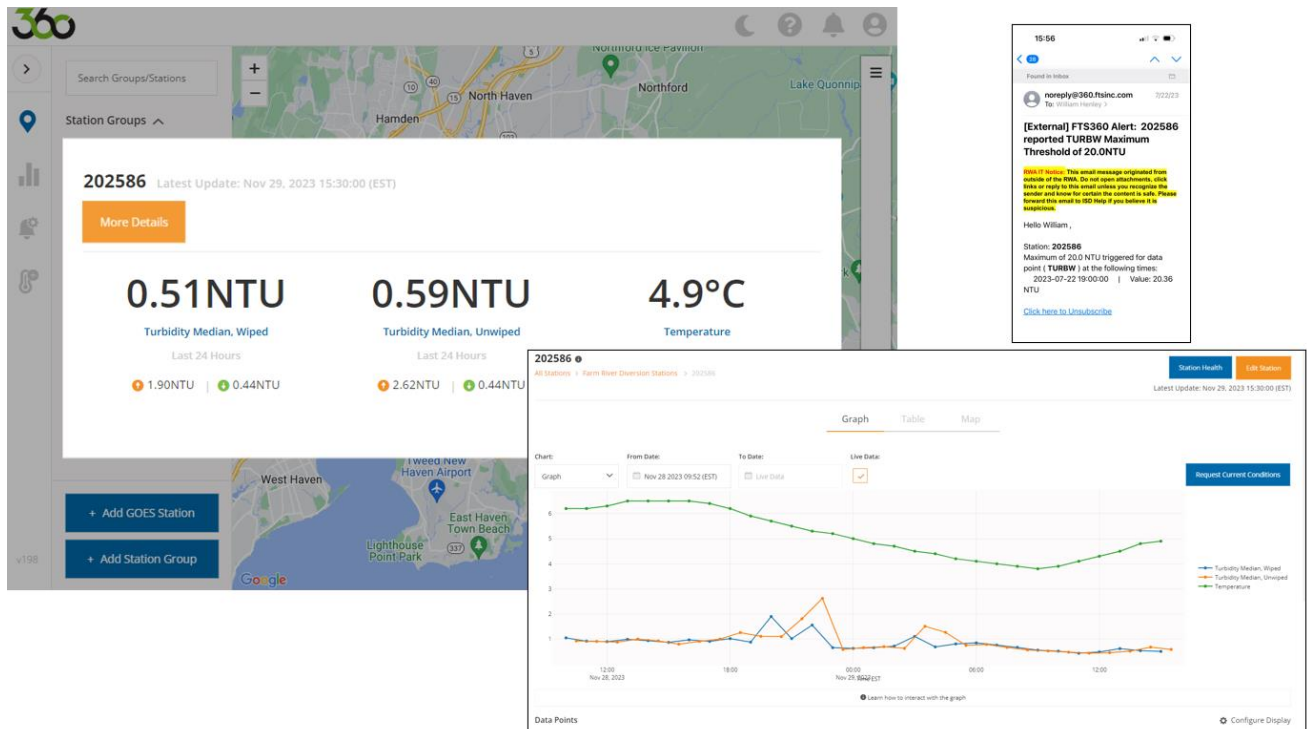 360
Search Groups/Stations
Station Groups
+
−
5
Northford Ice Pavilion
10
40
15
North Haven
Northford
Lake Quonnip
Hamden
202586 Latest Update: Nov 29, 2023 15:30:00 (EST)
More Details
0.51NTU
Turbidity Median, Wiped
Last 24 Hours
1.90NTU | 0.44NTU
0.59NTU
Turbidity Median, Unwiped
Last 24 Hours
2.62NTU | 0.44NTU
4.9°C
Temperature
West Haven
Tweed New
Haven Airport
East Haven
Town Beach
Lighthouse
Point Park
337
Google
+ Add GOES Station
+ Add Station Group
v198
15:56
Found in Inbox
noreply@360.ftsinc.com 7/22/23
To: William Henley >
[External] FTS360 Alert: 202586
reported TURBW Maximum
Threshold of 20.0NTU
RWA IT Notice: This email message originated from
outside of the RWA. Do not open attachments, click
links or reply to this email unless you recognize the
sender and know for certain the content is safe. Please
forward this email to ISD Help if you believe it is
suspicious.
Hello William ,
Station: 202586
Maximum of 20.0 NTU triggered for data
point ( TURBW ) at the following times:
2023-07-22 19:00:00 | Value: 20.36
NTU
Click here to Unsubscribe
202586
All Stations > Farm River Diversion Stations > 202586
Station Health
Edit Station
Latest Update: Nov 29, 2023 15:30:00 (EST)
Graph Table Map
Chart: From Date: To Date: Live Data:
Graph Nov 28 2023 09:52 (EST) Live Data
Request Current Conditions
6
5
4
3
2
1
Turbidity Median, Wiped
Turbidity Median, Unwiped
Temperature
12:00 18:00 00:00 06:00 12:00
Nov 28, 2023 Nov 29, 2023
Learn how to interact with the graph
Data Points
Configure Display